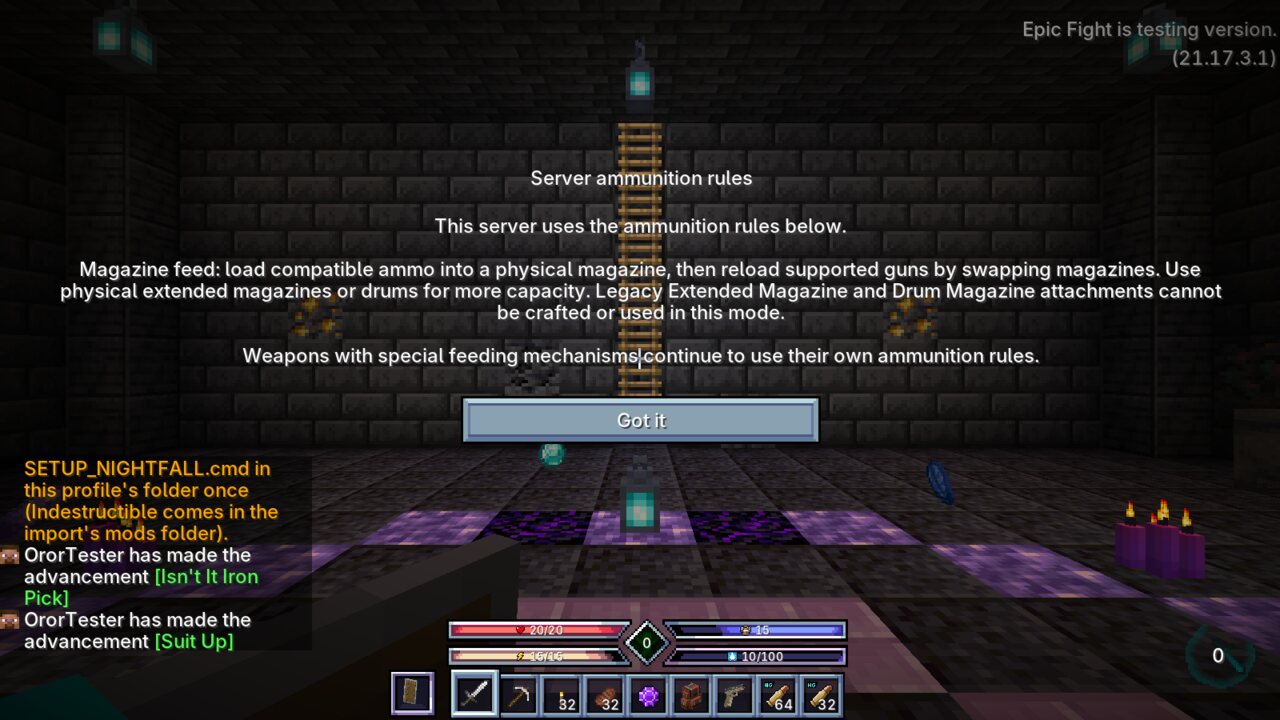 Epic Fight is testing version.
(21.17.3.1)
Server ammunition rules
This server uses the ammunition rules below.
Magazine feed: load compatible ammo into a physical magazine, then reload supported guns by swapping magazines. Use
physical extended magazines or drums for more capacity. Legacy Extended Magazine and Drum Magazine attachments cannot
be crafted or used in this mode.
Weapons with special feeding mechanisms continue to use their own ammunition rules.
Got it
SETUP_NIGHTFALL.cmd in
this profile's folder once
(Indestructible comes in the
import's mods folder).
OrorTester has made the
advancement [Isn't It Iron
Pick]
OrorTester has made the
advancement [Suit Up]
20/20
0
15
15/15
10/100
0
32
32
64
32